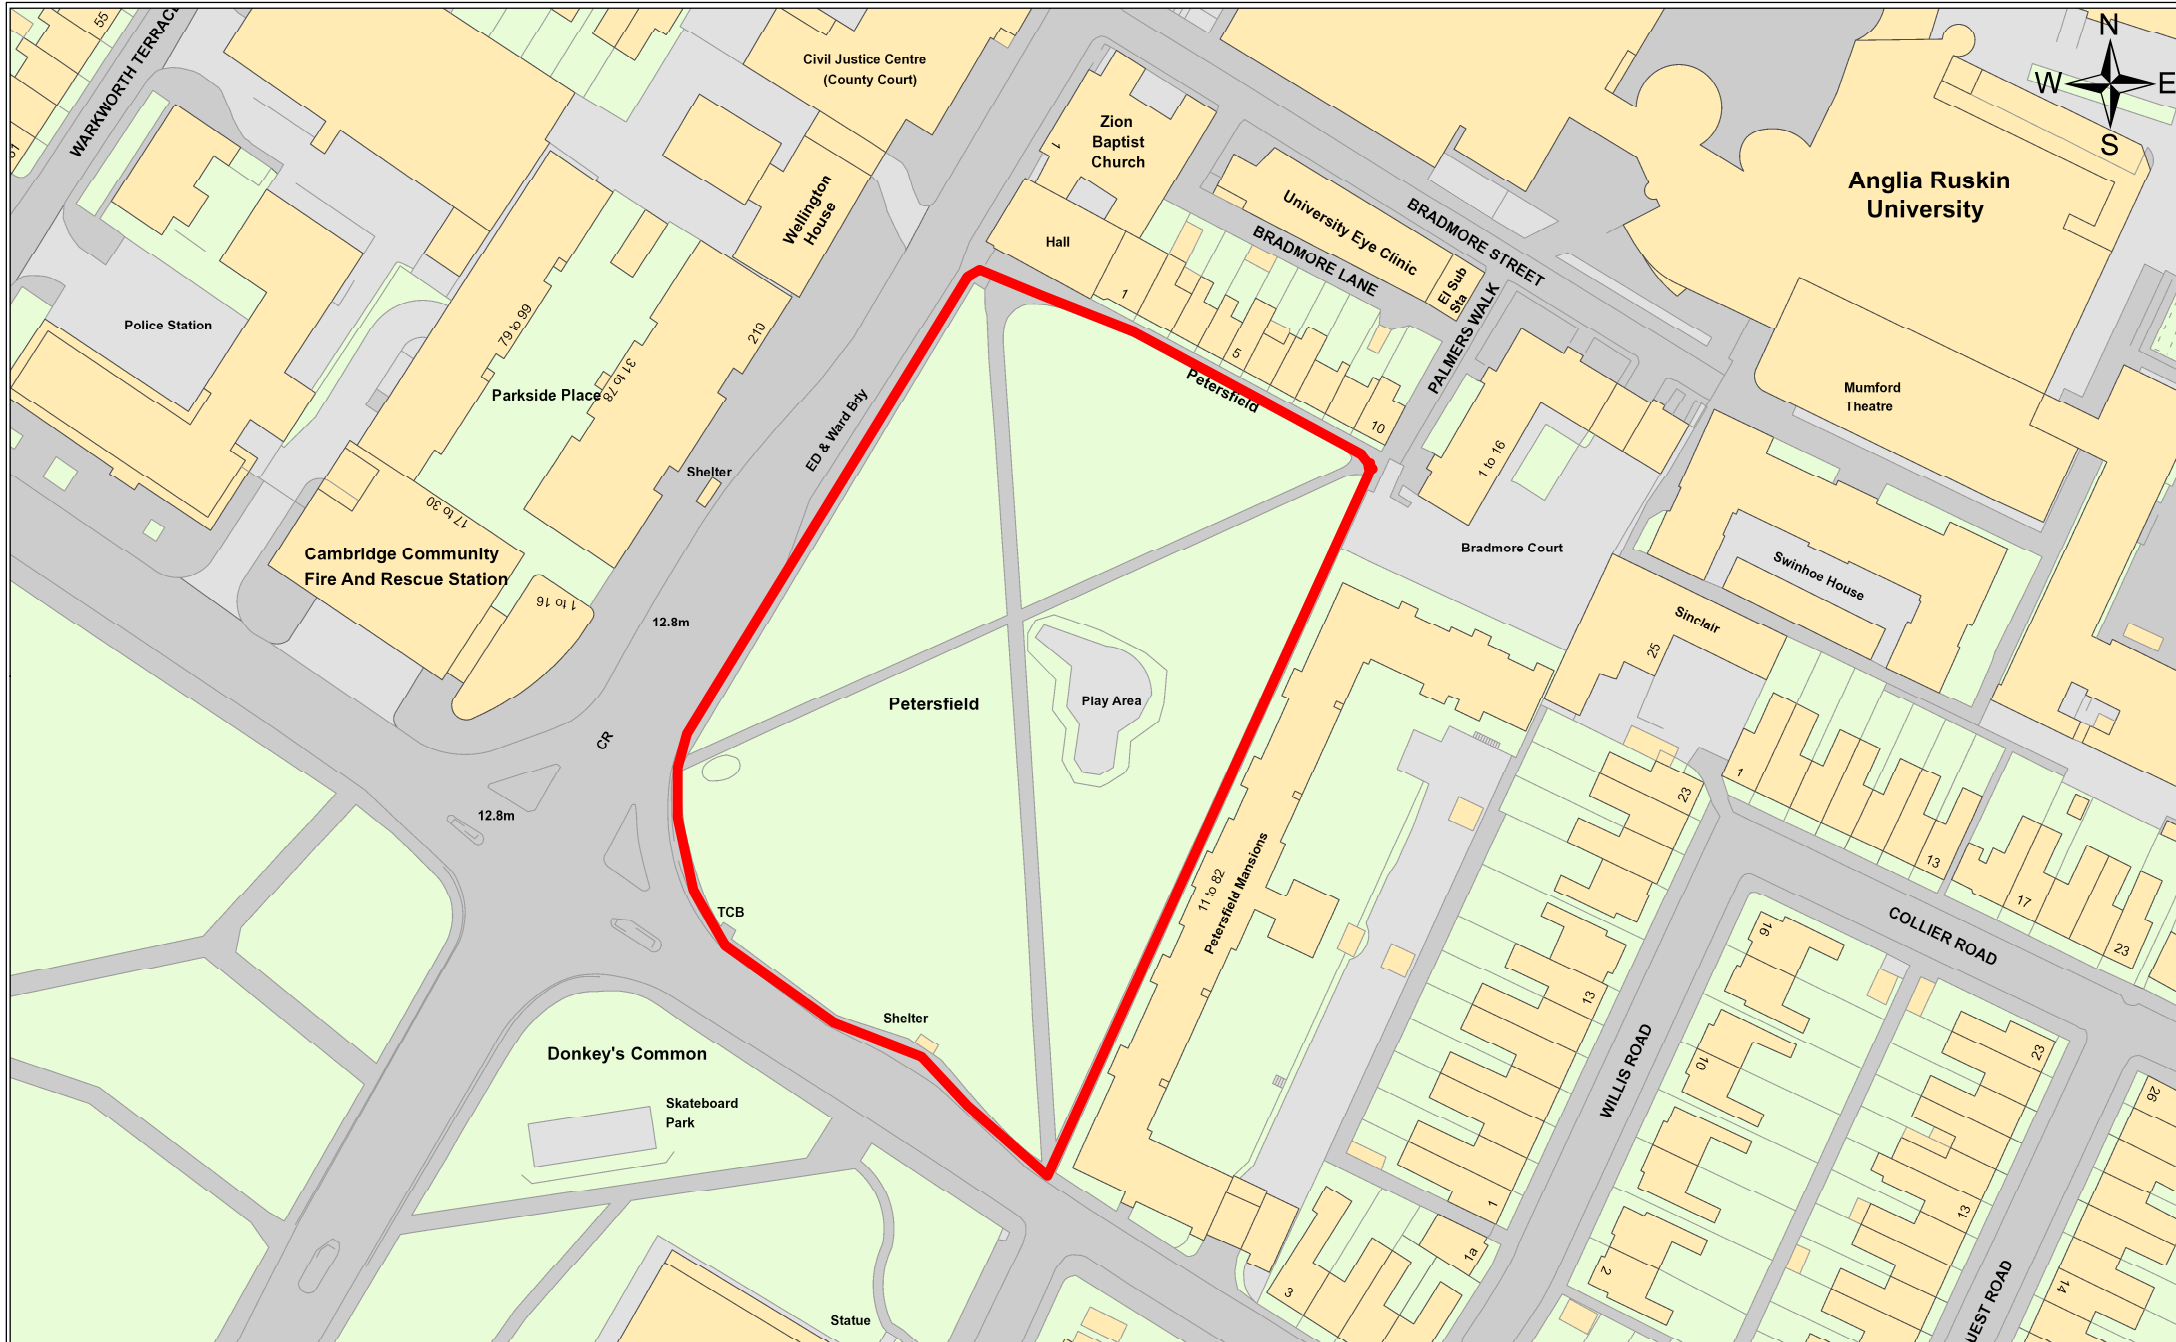 55
WARKWORTH TERRACE
61
Civil Justice Centre
(County Court)
N
W
E
S
Zion
Baptist
Church
1
Anglia Ruskin
University
Wellington
House
University Eye Clinic
BRADMORE STREET
BRADMORE LANE
Hall
El Sub
Sta
PALMERS WALK
1
5
10
Police Station
79 to 99
31 to 78
210
Parkside Place
Petersfield
ED & Ward Bdy
Mumford
Theatre
Shelter
17 to 30
1 to 16
Cambridge Community
Fire And Rescue Station
1 to 16
Bradmore Court
Swinhoe House
Sinclair
25
12.8m
Petersfield
Play Area
CR
12.8m
23
1
13
17
23
11 to 82
Petersfield Mansions
TCB
16
COLLIER ROAD
13
Shelter
Donkey's Common
Skateboard
Park
WILLIS ROAD
10
23
26
1
13
1a
3
2
14
UEST ROAD
Statue